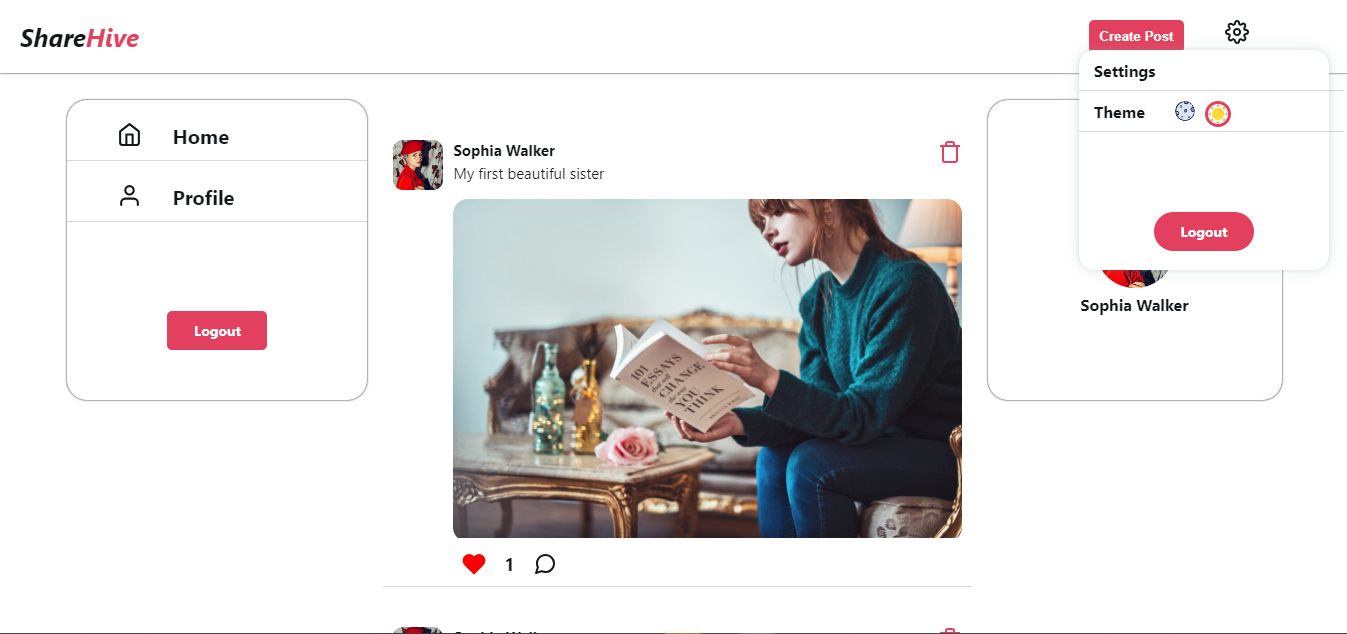 ShareHive
Create Post
Settings
Theme
Logout
Home
Profile
Logout
Sophia Walker
My first beautiful sister
101
ESSAYS
that will
CHANGE
the way
YOU
THINK
1
Sophia Walker